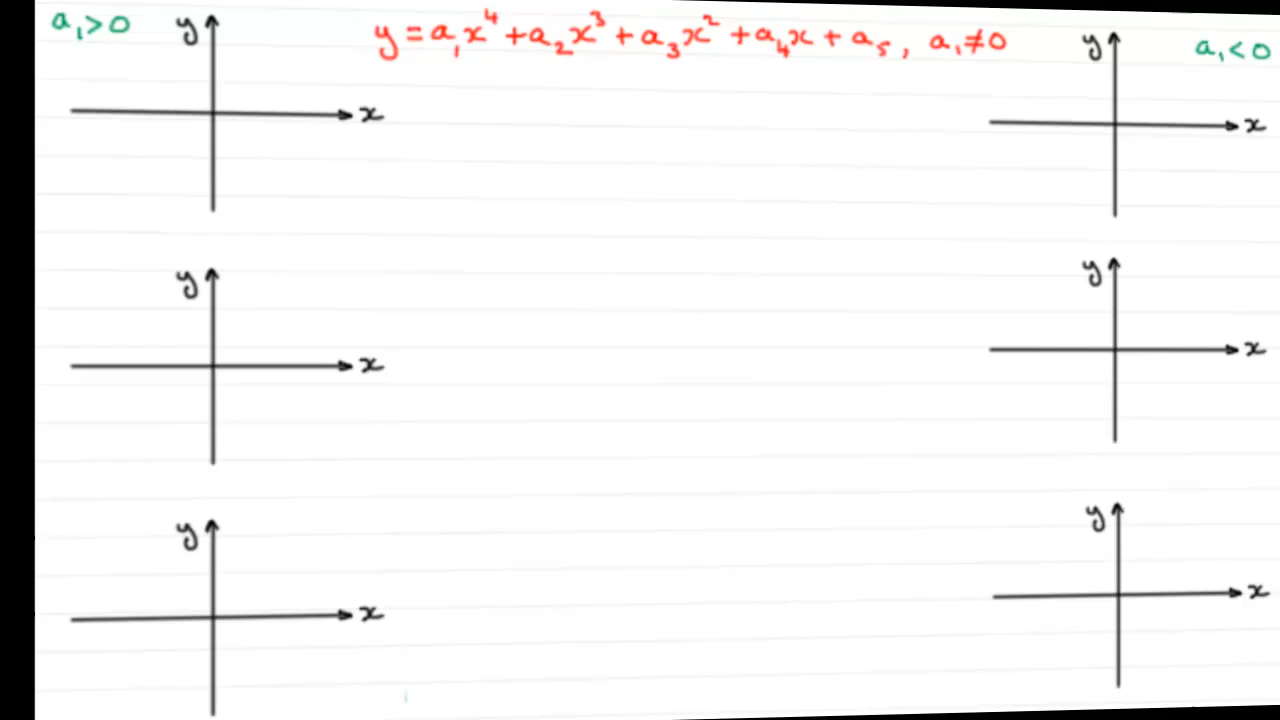 a₁>0
y = a₁x⁴ + a₂x³ + a₃x² + a₄x + a₅, a₁≠0
a₁<0
y
x
y
x
y
x
y
x
y
x
y
x